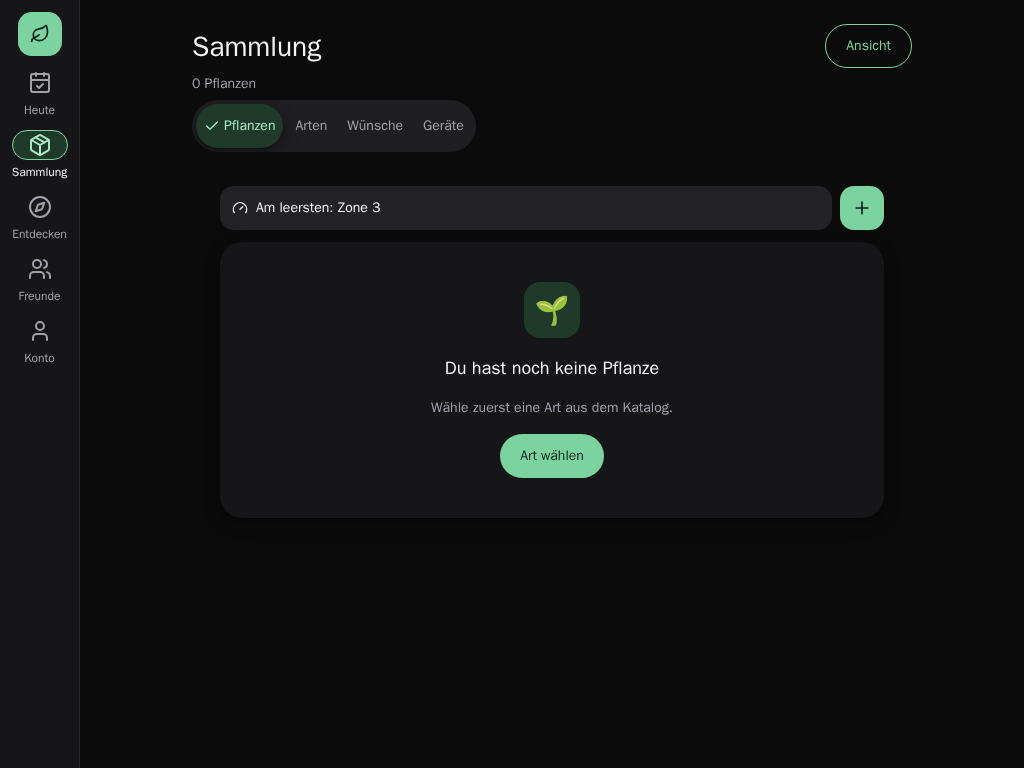 Sammlung
Ansicht
0 Pflanzen
Pflanzen Arten Wünsche Geräte
Heute
Sammlung
Entdecken
Freunde
Konto
Am leersten: Zone 3
Du hast noch keine Pflanze
Wähle zuerst eine Art aus dem Katalog.
Art wählen